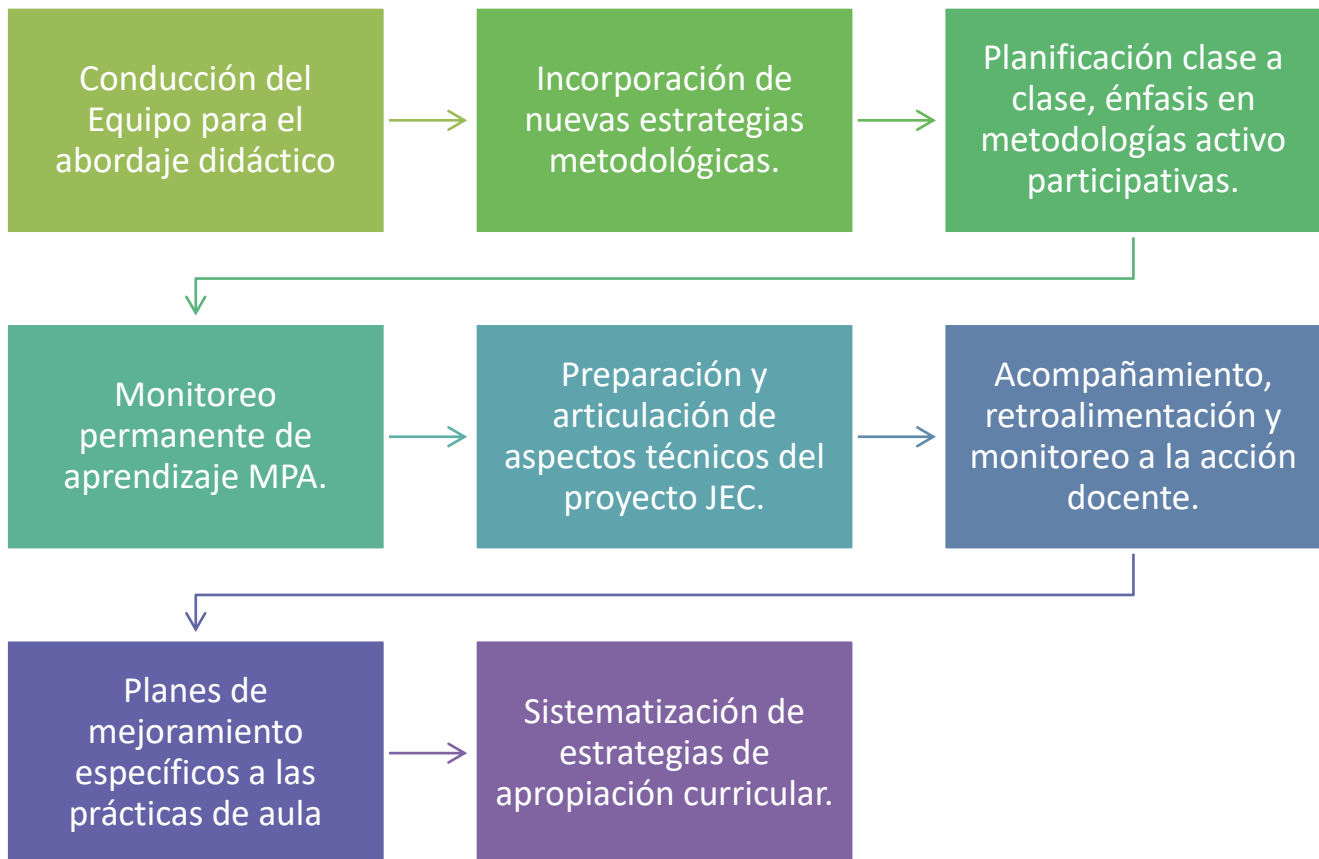 Conducción del
Equipo para el
abordaje didáctico
Incorporación de
nuevas estrategias
metodológicas.
Planificación clase a
clase, énfasis en
metodologías activo
participativas.
Monitoreo
permanente de
aprendizaje MPA.
Preparación y
articulación de
aspectos técnicos del
proyecto JEC.
Acompañamiento,
retroalimentación y
monitoreo a la acción
docente.
Planes de
mejoramiento
específicos a las
prácticas de aula
Sistematización de
estrategias de
apropiación curricular.